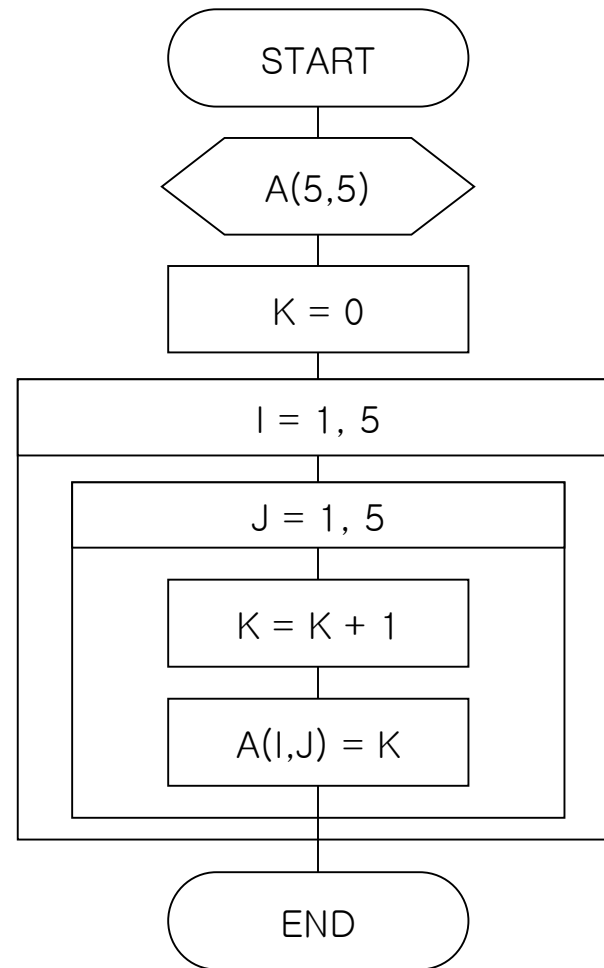 START
A(5,5)
K = 0
I = 1, 5
J = 1, 5
K = K + 1
A(I,J) = K
END